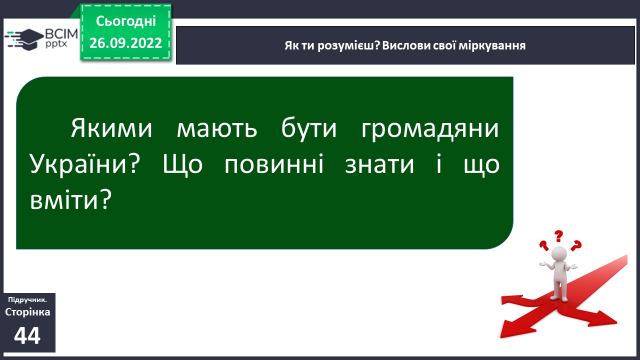 Сьогодні
26.09.2022
BCIM
pptx
Як ти розумієш? Вислови свої міркування
Якими мають бути громадяни
України? Що повинні знати і що
вміти?
? ? ?
Підручник.
Сторінка
44